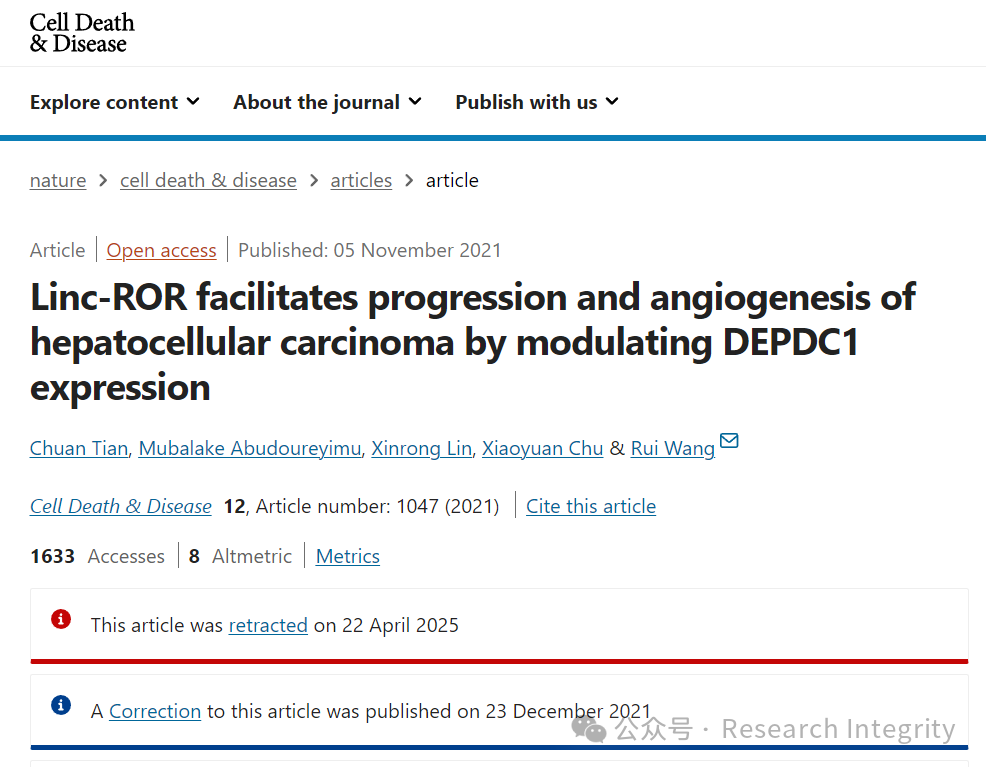 Cell Death
& Disease
Explore content About the journal Publish with us
nature > cell death & disease > articles > article
Article Open access Published: 05 November 2021
Linc-ROR facilitates progression and angiogenesis of
hepatocellular carcinoma by modulating DEPDC1
expression
Chuan Tian, Mubalake Abudoureyimu, Xinrong Lin, Xiaoyuan Chu & Rui Wang
Cell Death & Disease 12, Article number: 1047 (2021) Cite this article
1633 Accesses 8 Altmetric Metrics
This article was retracted on 22 April 2025
A Correction to this article was published on 23 December 2021
公众号 · Research Integrity